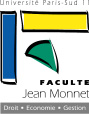 Université Paris-Sud 11
FACULTE
Jean Monnet
Droit • Economie • Gestion